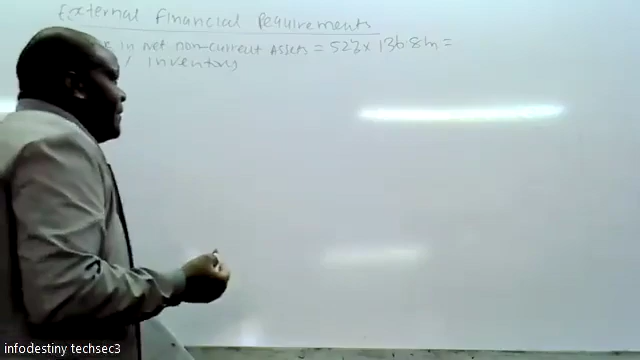 External Financial Requirements
in net non-current Assets = 52% x 136.8m =
/ Inventory
infodestiny techsec3